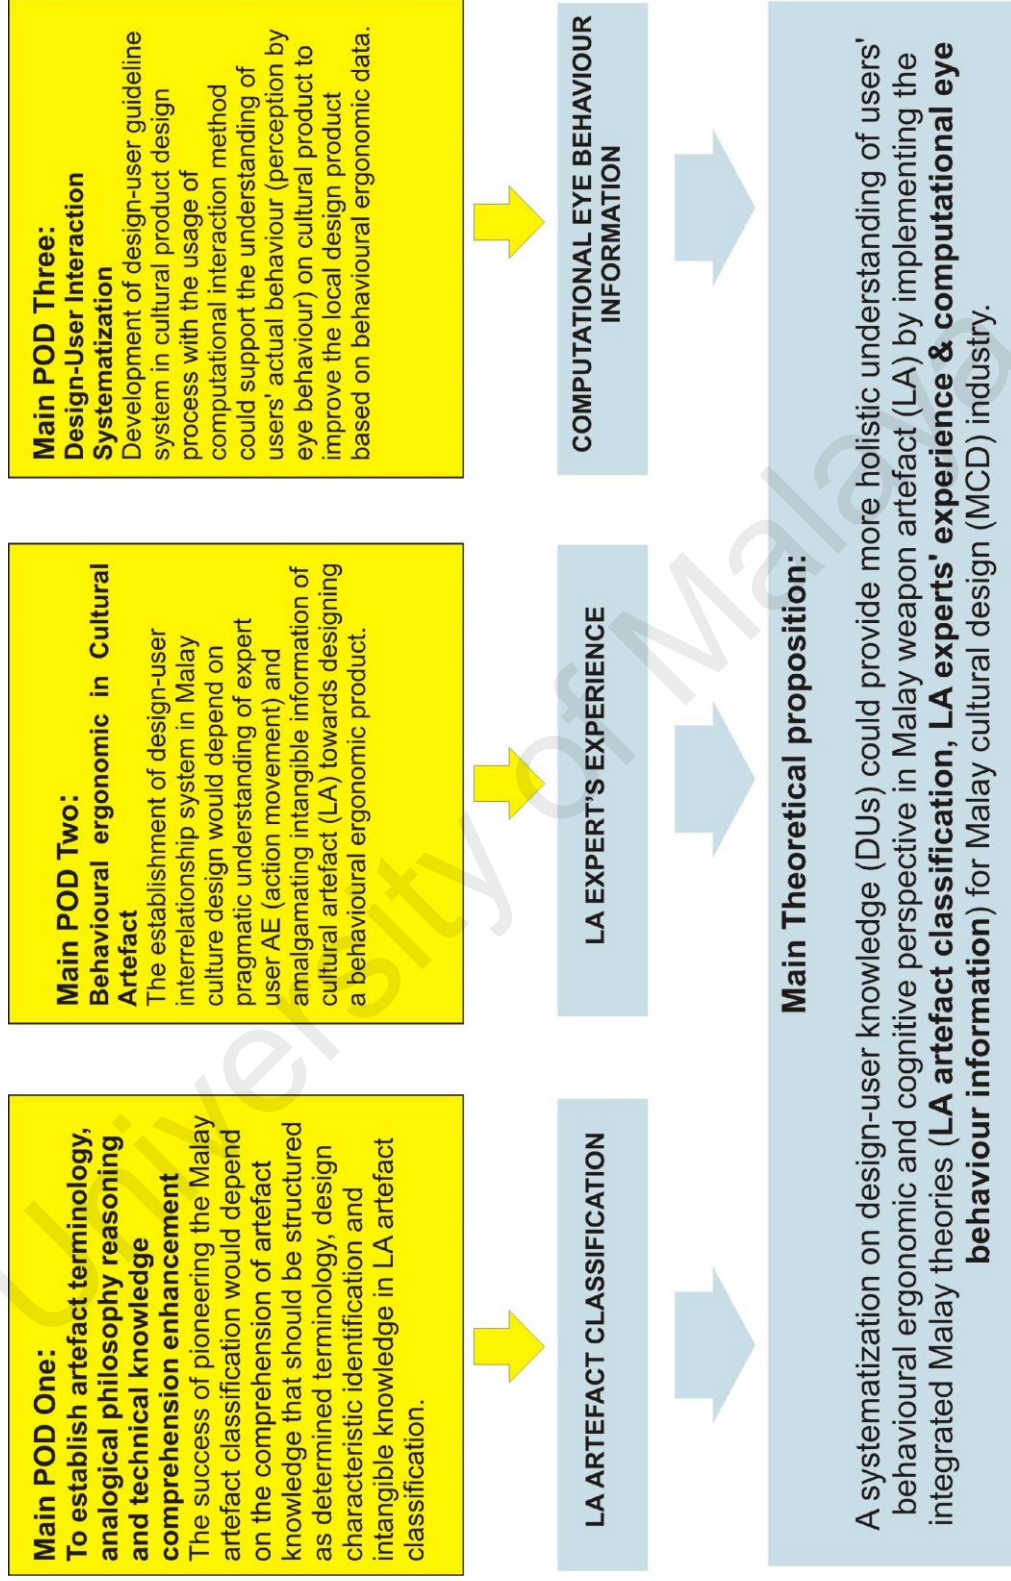 Main POD One:
To establish artefact terminology,
analogical philosophy reasoning
and technical knowledge
comprehension enhancement
The success of pioneering the Malay
artefact classification would depend
on the comprehension of artefact
knowledge that should be structured
as determined terminology, design
characteristic identification and
intangible knowledge in LA artefact
classification.
Main POD Two:
Behavioural ergonomic in Cultural
Artefact
The establishment of design-user
interrelationship system in Malay
culture design would depend on
pragmatic understanding of expert
user AE (action movement) and
amalgamating intangible information of
cultural artefact (LA) towards designing
a behavioural ergonomic product.
Main POD Three:
Design-User Interaction
Systematization
Development of design-user guideline
system in cultural product design
process with the usage of
computational interaction method
could support the understanding of
users' actual behaviour (perception by
eye behaviour) on cultural product to
improve the local design product
based on behavioural ergonomic data.
LA ARTEFACT CLASSIFICATION
LA EXPERT'S EXPERIENCE
COMPUTATIONAL EYE BEHAVIOUR
INFORMATION
Main Theoretical proposition:
A systematization on design-user knowledge (DUs) could provide more holistic understanding of users'
behavioural ergonomic and cognitive perspective in Malay weapon artefact (LA) by implementing the
integrated Malay theories (LA artefact classification, LA experts' experience & computational eye
behaviour information) for Malay cultural design (MCD) industry.
University of Malaya